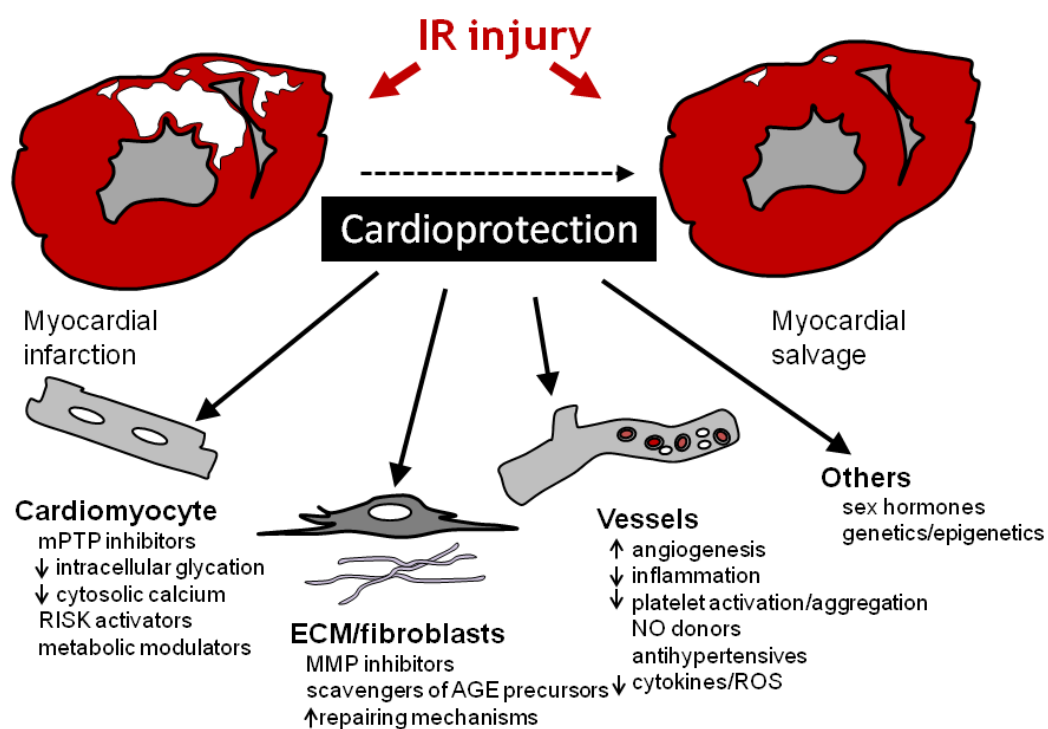 IR injury
Cardioprotection
Myocardial
infarction
Myocardial
salvage
Cardiomyocyte
mPTP inhibitors
↓ intracellular glycation
↓ cytosolic calcium
RISK activators
metabolic modulators
ECM/fibroblasts
MMP inhibitors
scavengers of AGE precursors
↑ repairing mechanisms
Vessels
↑ angiogenesis
↓ inflammation
↓ platelet activation/aggregation
NO donors
antihypertensives
↓ cytokines/ROS
Others
sex hormones
genetics/epigenetics